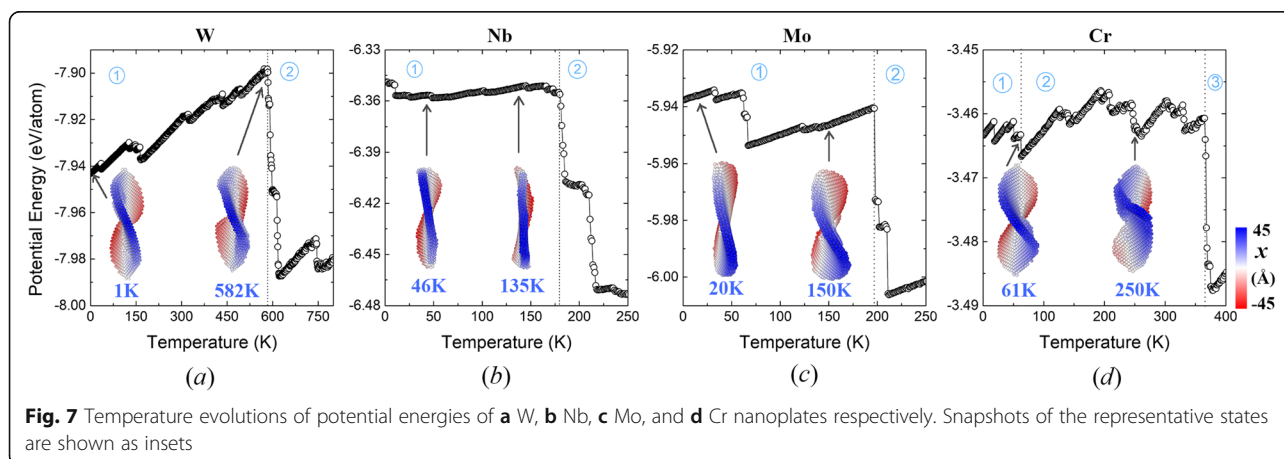 W
Nb
Mo
Cr
Potential Energy (eV/atom)
-7.90
-7.92
-7.94
-7.96
-7.98
-8.00
①
②
1K
582K
0
150
300
450
600
750
Temperature (K)
(a)
-6.33
-6.36
-6.39
-6.42
-6.45
-6.48
①
②
46K
135K
0
50
100
150
200
250
Temperature (K)
(b)
-5.92
-5.94
-5.96
-5.98
-6.00
①
②
20K
150K
0
50
100
150
200
250
Temperature (K)
(c)
-3.45
-3.46
-3.47
-3.48
-3.49
①
②
③
61K
250K
0
100
200
300
400
Temperature (K)
(d)
45
x
(Å)
-45
Fig. 7 Temperature evolutions of potential energies of a W, b Nb, c Mo, and d Cr nanoplates respectively. Snapshots of the representative states
are shown as insets